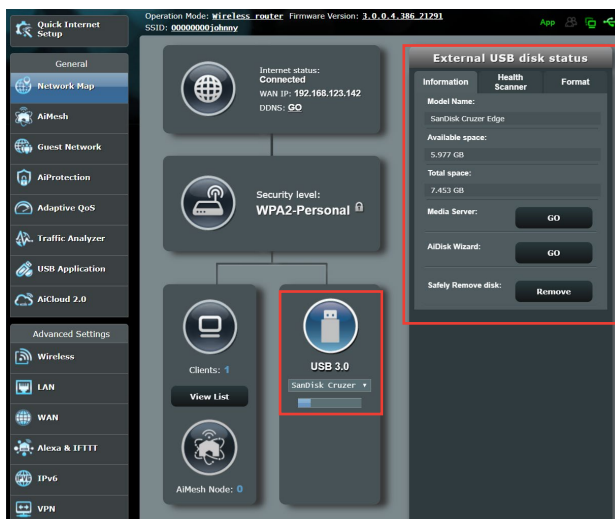 Quick Internet
Setup
Operation Mode: Wireless router Firmware Version: 3.0.0.4.386_21291
SSID: 00000000johnny
App
General
Network Map
AiMesh
Guest Network
AiProtection
Adaptive QoS
Traffic Analyzer
USB Application
AiCloud 2.0
Advanced Settings
Wireless
LAN
WAN
Alexa & IFTTT
IPv6
VPN
Internet status:
Connected
WAN IP: 192.168.123.142
DDNS: GO
Security level:
WPA2-Personal
Clients: 1
View List
AiMesh Node: 0
USB 3.0
SanDisk Cruzer
External USB disk status
Information
Health
Scanner
Format
Model Name:
SanDisk Cruzer Edge
Available space:
5.977 GB
Total space:
7.453 GB
Media Server:
GO
AiDisk Wizard:
GO
Safely Remove
disk:
Remove